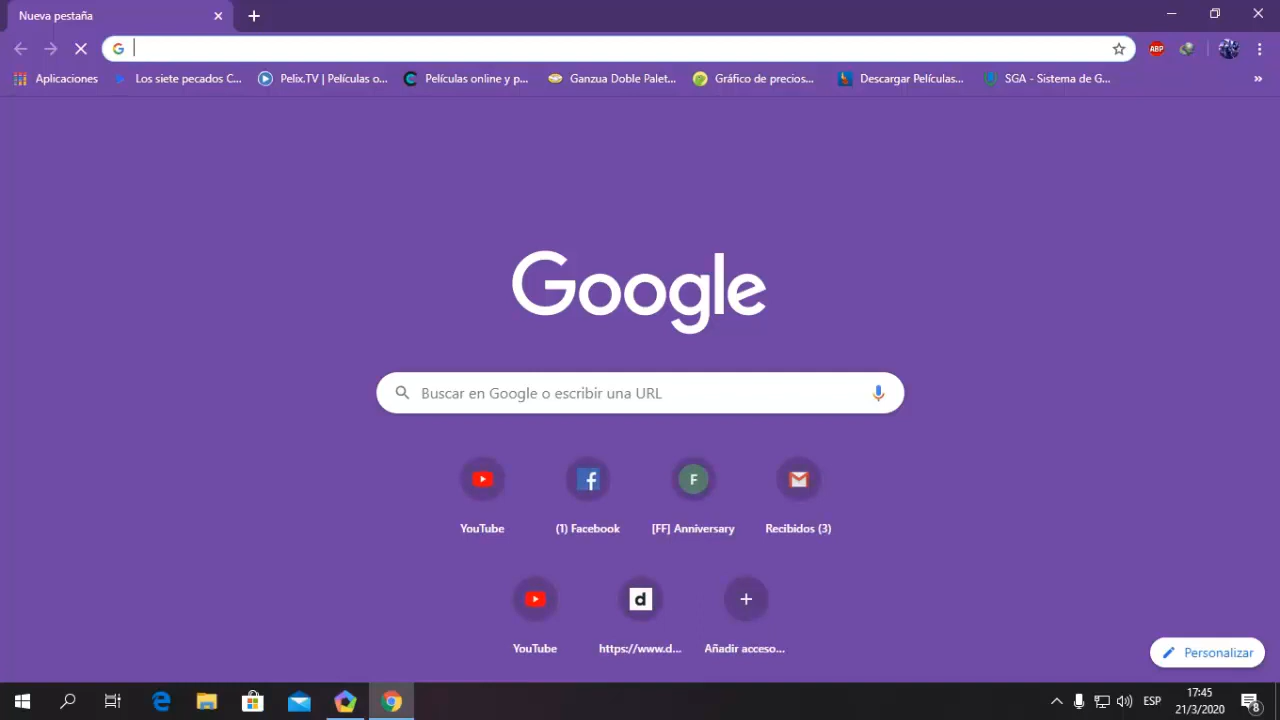 Nueva pestaña
Aplicaciones Los siete pecados C... Pelix.TV | Películas o... Películas online y p... Ganzua Doble Palet... Gráfico de precios... Descargar Películas... SGA - Sistema de G... »
ABP
Google
Buscar en Google o escribir una URL
F
YouTube (1) Facebook [FF] Anniversary Recibidos (3)
d
YouTube https://www.d... Añadir acceso...
Personalizar
ESP
17:45
21/3/2020
8